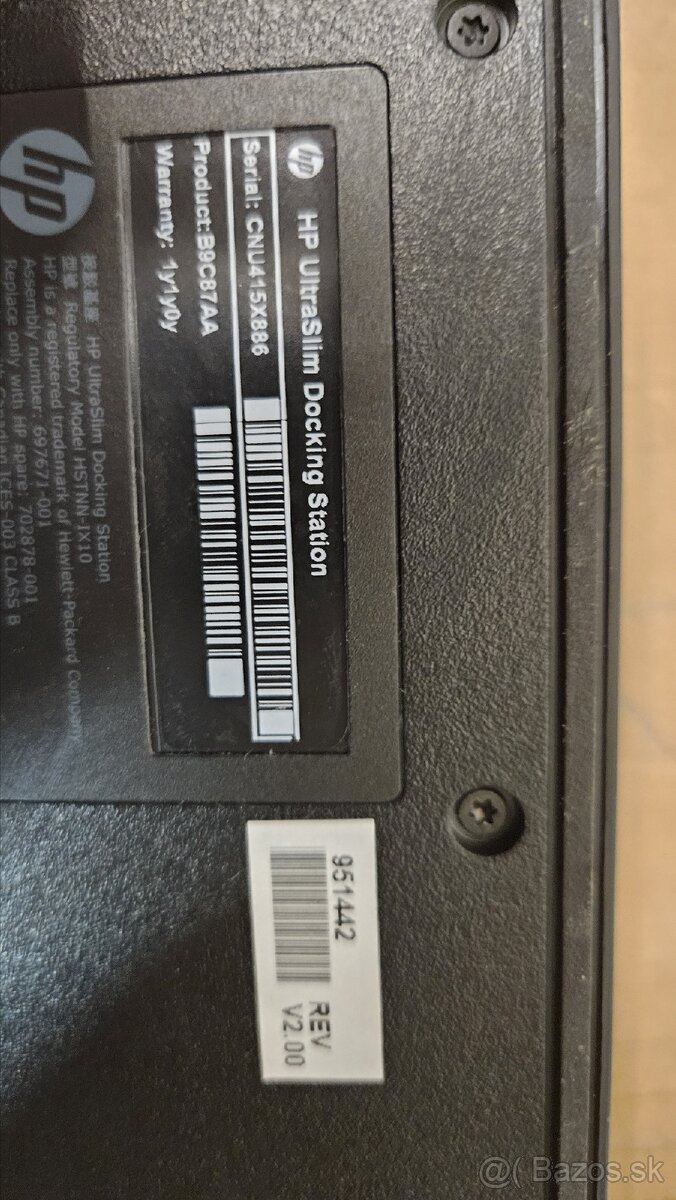 hp
HP UltraSlim Docking Station
Serial: CNU415X886
Product:B9C87AA
Warranty: 1y1y0y
hp
HP UltraSlim Docking Station
型號 Regulatory Model HSTNN-IX10
HP is a registered trademark of Hewlett-Packard Company
Assembly number: 697671-001
Replace only with HP spare: 702878-001
ICES-003 CLASS B
951442
REV
V2.00
@( Bazos.sk